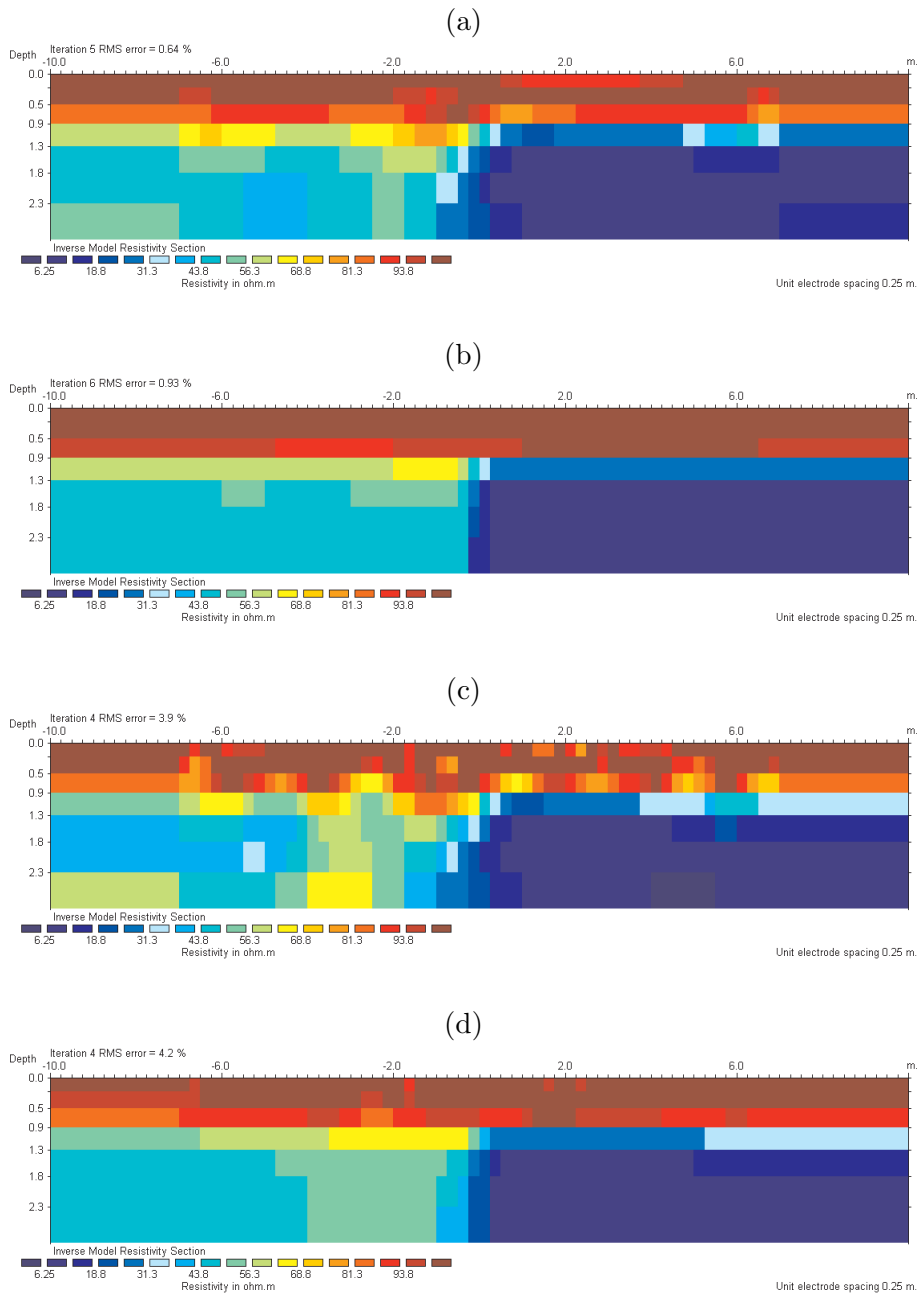 (a)
Depth Iteration 5 RMS error = 0.64 %
-10.0 -6.0 -2.0 2.0 6.0 m.
0.0
0.5
0.9
1.3
1.8
2.3
Inverse Model Resistivity Section
6.25 18.8 31.3 43.8 56.3 68.8 81.3 93.8
Resistivity in ohm.m Unit electrode spacing 0.25 m.
(b)
Depth Iteration 6 RMS error = 0.93 %
-10.0 -6.0 -2.0 2.0 6.0 m.
0.0
0.5
0.9
1.3
1.8
2.3
Inverse Model Resistivity Section
6.25 18.8 31.3 43.8 56.3 68.8 81.3 93.8
Resistivity in ohm.m Unit electrode spacing 0.25 m.
(c)
Depth Iteration 4 RMS error = 3.9 %
-10.0 -6.0 -2.0 2.0 6.0 m.
0.0
0.5
0.9
1.3
1.8
2.3
Inverse Model Resistivity Section
6.25 18.8 31.3 43.8 56.3 68.8 81.3 93.8
Resistivity in ohm.m Unit electrode spacing 0.25 m.
(d)
Depth Iteration 4 RMS error = 4.2 %
-10.0 -6.0 -2.0 2.0 6.0 m.
0.0
0.5
0.9
1.3
1.8
2.3
Inverse Model Resistivity Section
6.25 18.8 31.3 43.8 56.3 68.8 81.3 93.8
Resistivity in ohm.m Unit electrode spacing 0.25 m.